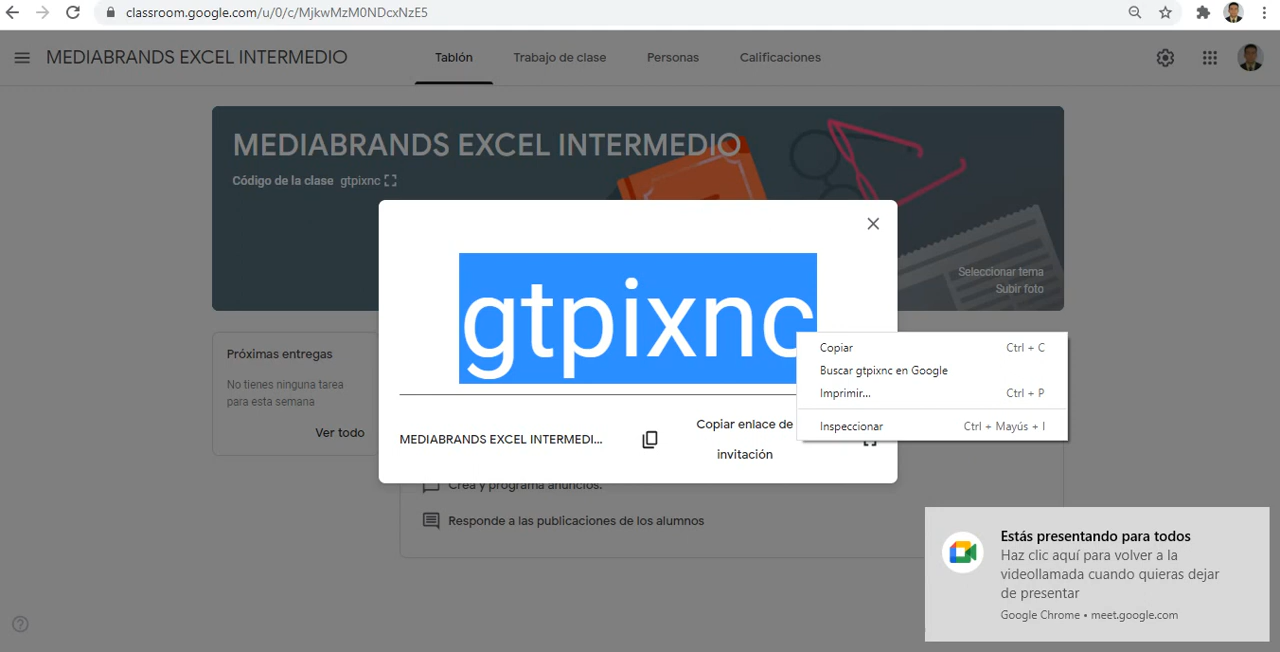 classroom.google.com/u/0/c/MjkwMzM0NDcxNzE5
MEDIABRANDS EXCEL INTERMEDIO
Tablón
Trabajo de clase
Personas
Calificaciones
MEDIABRANDS EXCEL INTERMEDIO
Código de la clase gtpixnc
Seleccionar tema
Subir foto
gtpixnc
Copiar Ctrl + C
Buscar gtpixnc en Google
Imprimir... Ctrl + P
Inspeccionar Ctrl + Mayús + I
MEDIABRANDS EXCEL INTERMEDI...
Copiar enlace de
invitación
Próximas entregas
No tienes ninguna tarea
para esta semana
Ver todo
Crea y programa anuncios.
Responde a las publicaciones de los alumnos
Estás presentando para todos
Haz clic aquí para volver a la
videollamada cuando quieras dejar
de presentar
Google Chrome • meet.google.com